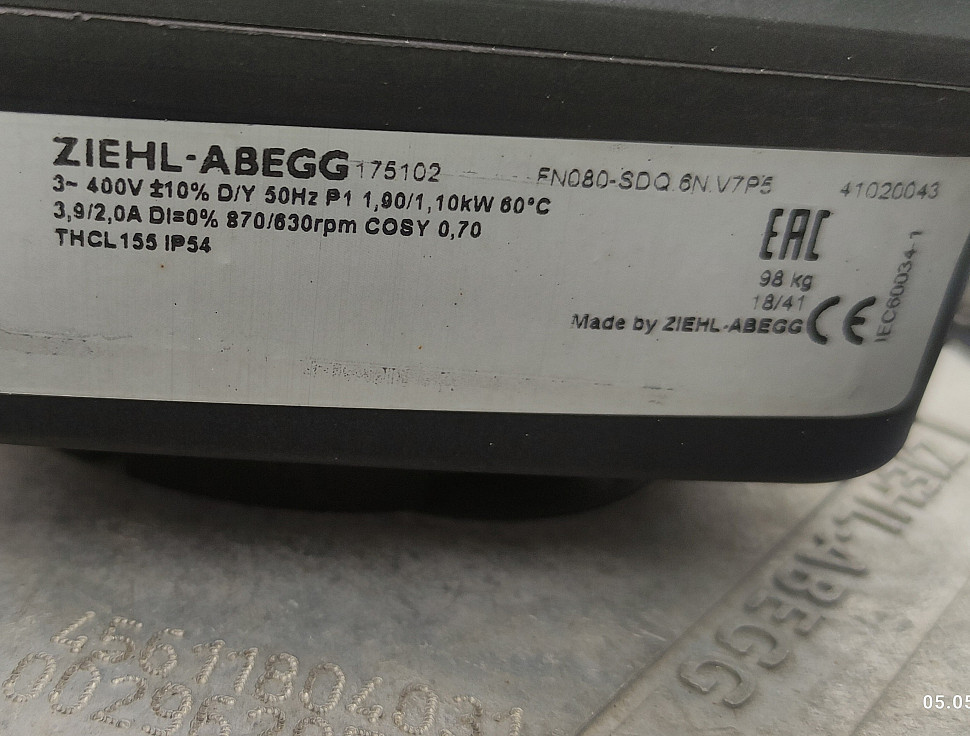 ZIEHL-ABEGG 175102 FN080-SDQ.6N.V7P5 41020043
3~ 400V ±10% D/Y 50Hz P1 1,90/1,10kW 60°C
3,9/2,0A DI=0% 870/630rpm COSY 0,70
THCL155 IP54
EAC
98 kg
18/41
Made by ZIEHL-ABEGG CE
IEC60034-1
ZIEHL-ABEGG
05.05